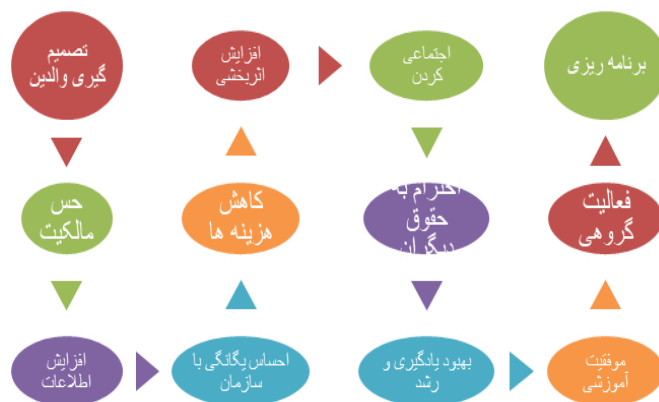 تصمیم
گیری والدین
حس
مالکیت
افزایش
اطلاعات
احساس یگانگی با
سازمان
کاهش
هزینه ها
افزایش
اثربخشی
اجتماعی
کردن
احترام به
حقوق
دیگران
بهبود یادگیری و
رشد
موفقیت
آموزشی
فعالیت
گروهی
برنامه ریزی